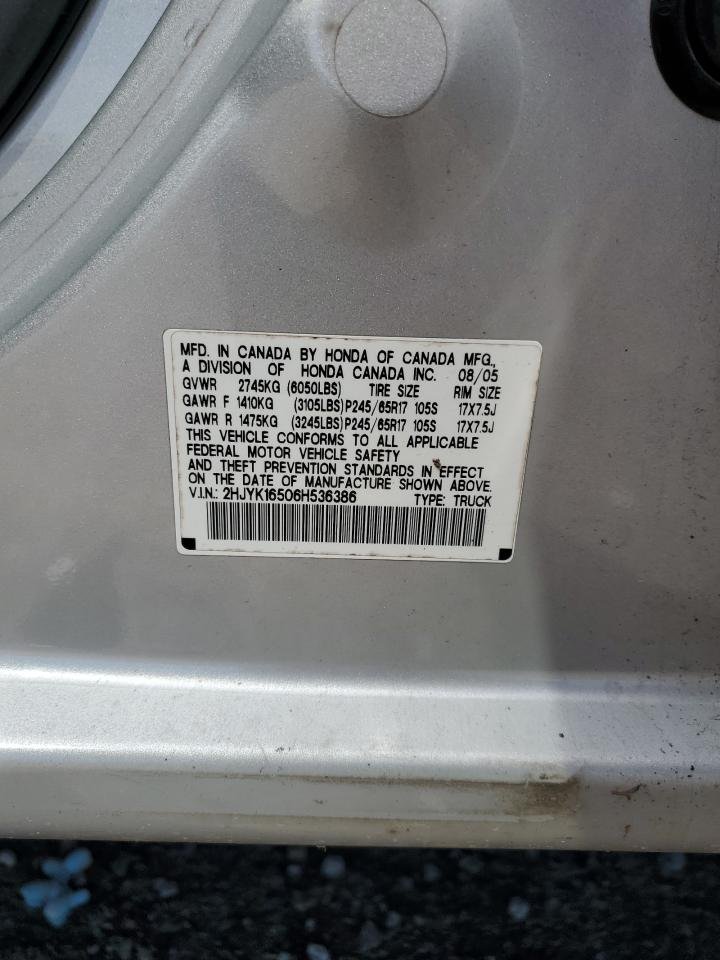 MFD. IN CANADA BY HONDA OF CANADA MFG.,
A DIVISION OF HONDA CANADA INC. 08/05
GVWR 2745KG (6050LBS) TIRE SIZE RIM SIZE
GAWR F 1410KG (3105LBS) P245/65R17 105S 17X7.5J
GAWR R 1475KG (3245LBS) P245/65R17 105S 17X7.5J
THIS VEHICLE CONFORMS TO ALL APPLICABLE
FEDERAL MOTOR VEHICLE SAFETY
AND THEFT PREVENTION STANDARDS IN EFFECT
ON THE DATE OF MANUFACTURE SHOWN ABOVE.
V.I.N.: 2HJYK16506H536386 TYPE: TRUCK